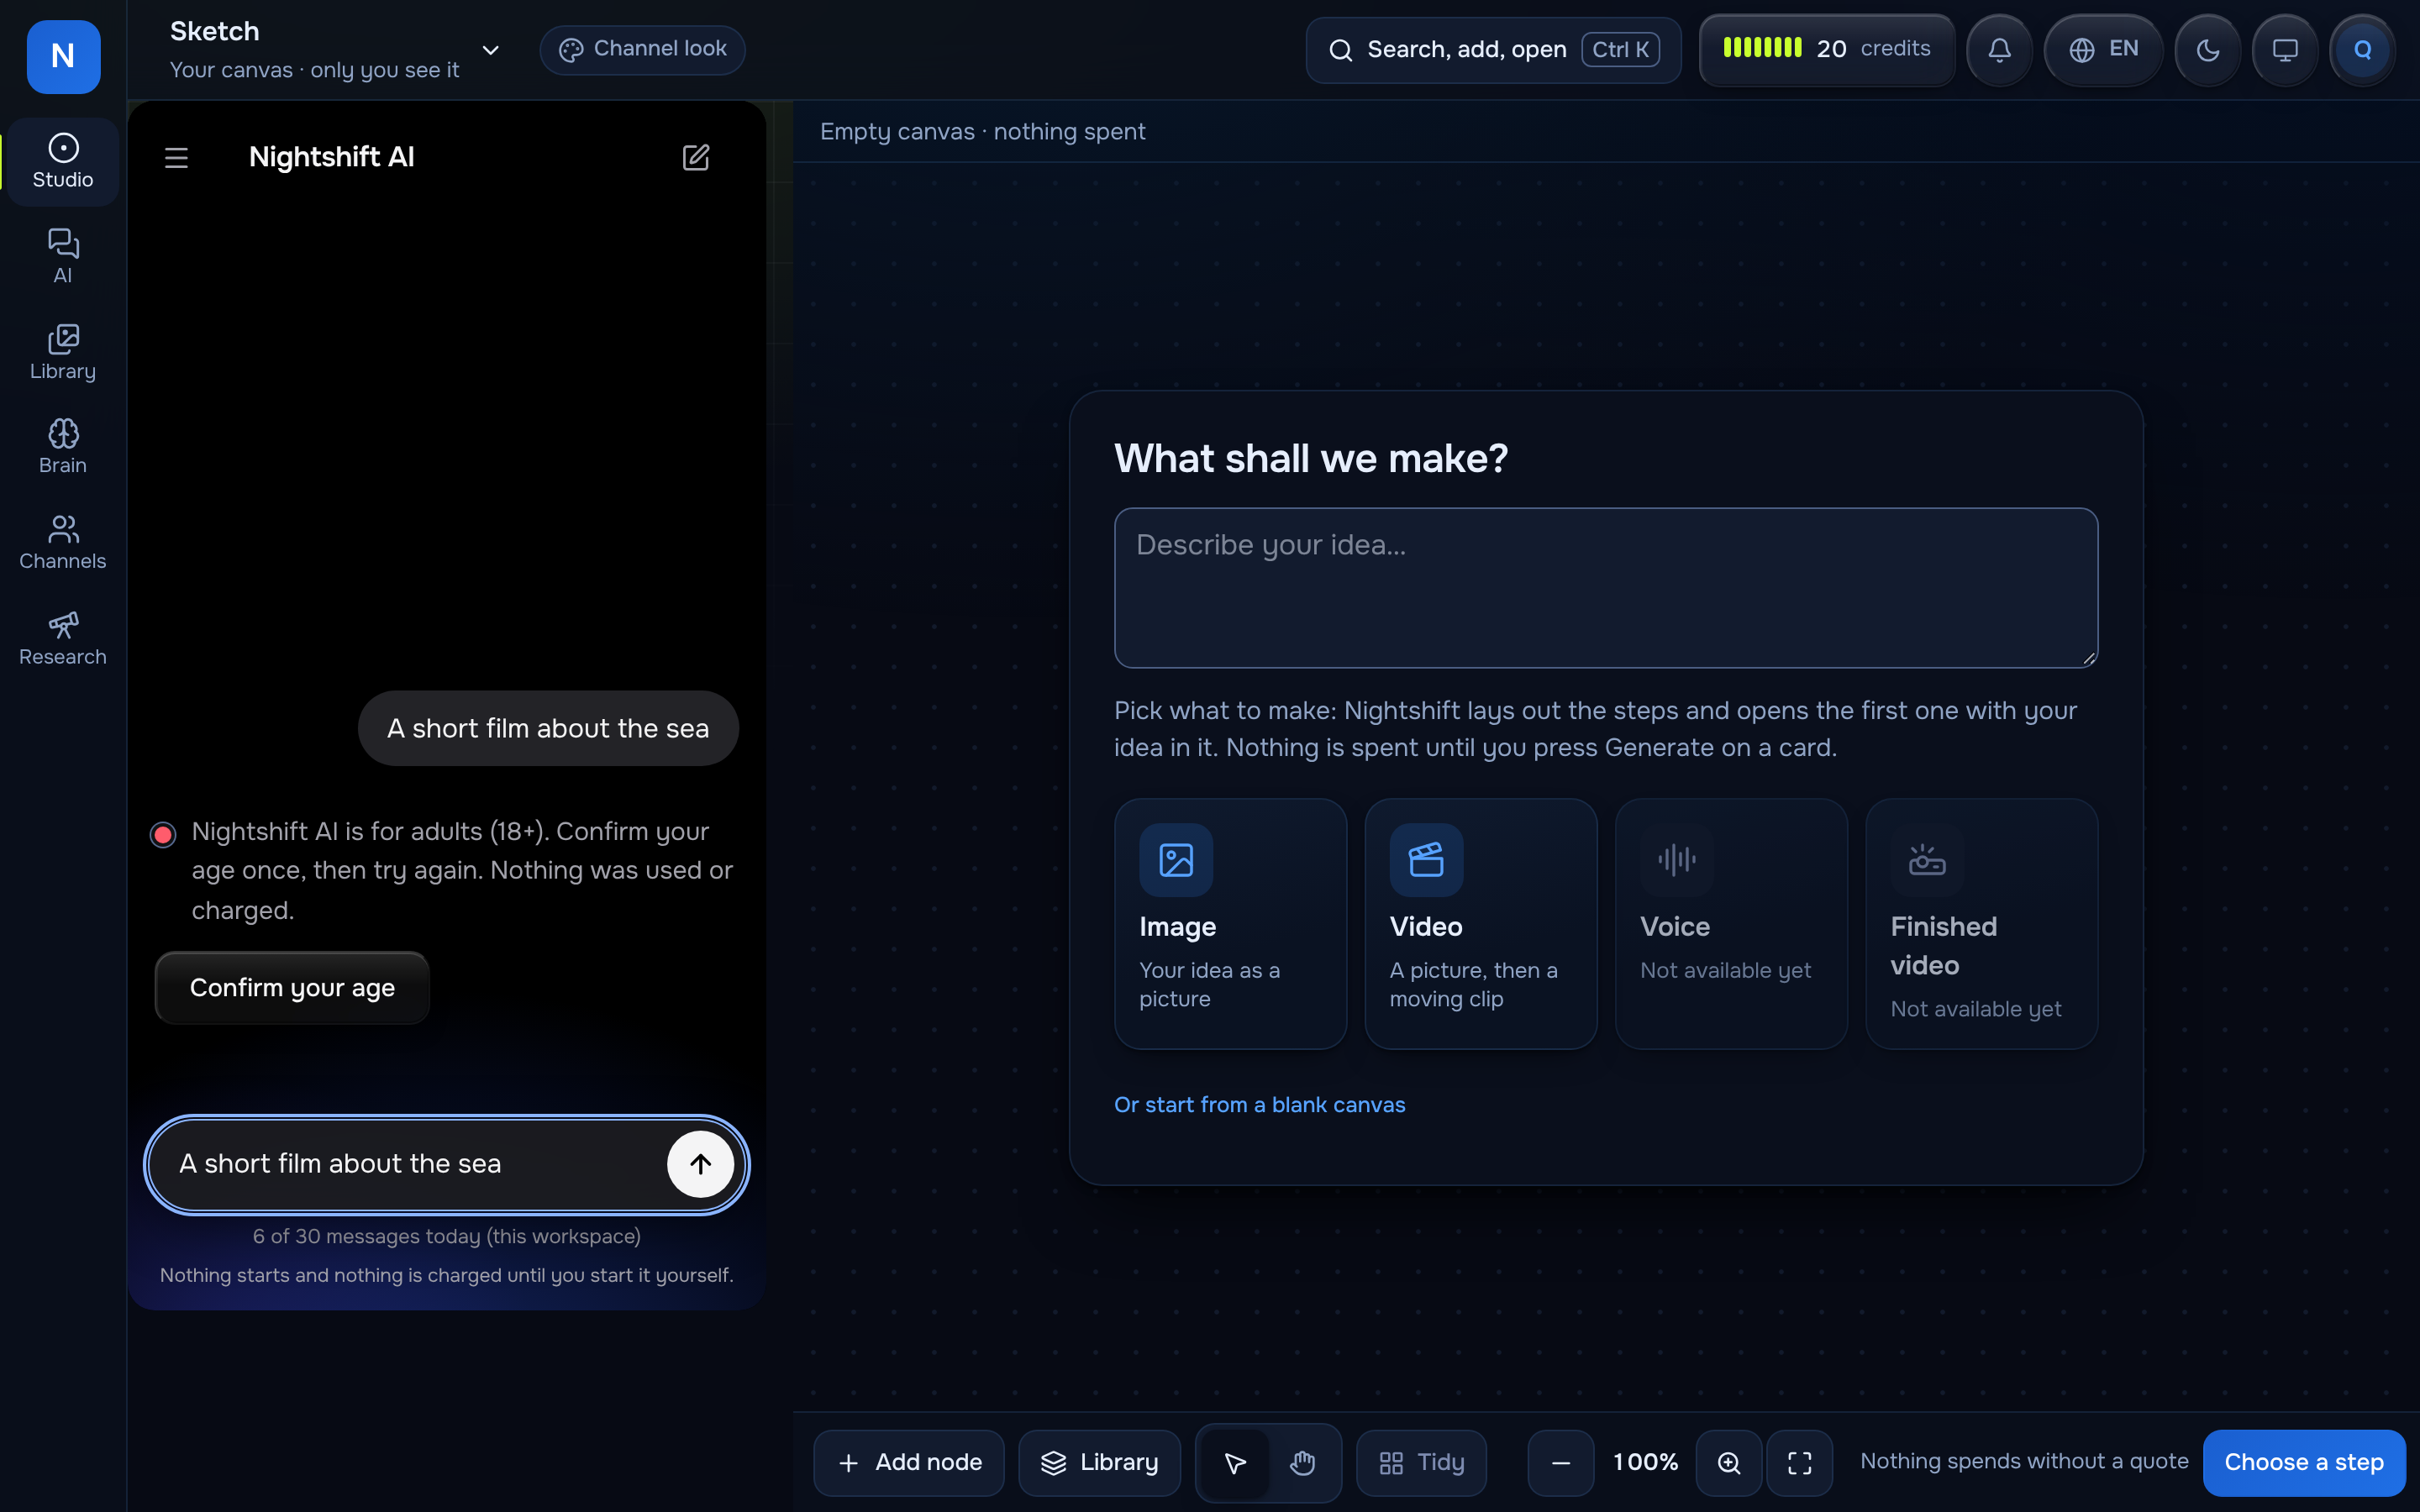 N
Studio
AI
Library
Brain
Channels
Research
Sketch
Your canvas · only you see it
Channel look
Search, add, open Ctrl K
20 credits
EN
Q
Nightshift AI
A short film about the sea
Nightshift AI is for adults (18+). Confirm your
age once, then try again. Nothing was used or
charged.
Confirm your age
A short film about the sea
6 of 30 messages today (this workspace)
Nothing starts and nothing is charged until you start it yourself.
Empty canvas · nothing spent
What shall we make?
Describe your idea...
Pick what to make: Nightshift lays out the steps and opens the first one with your
idea in it. Nothing is spent until you press Generate on a card.
Image
Your idea as a
picture
Video
A picture, then a
moving clip
Voice
Not available yet
Finished
video
Not available yet
Or start from a blank canvas
Add node
Library
Tidy
100%
Nothing spends without a quote
Choose a step